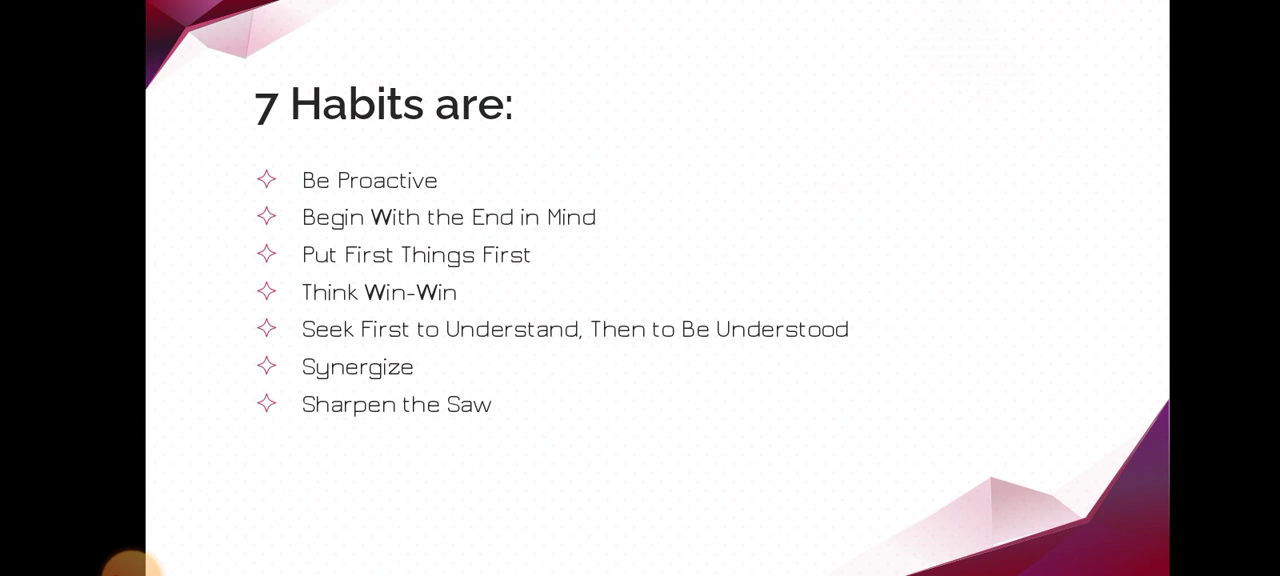 7 Habits are:
Be Proactive
Begin With the End in Mind
Put First Things First
Think Win-Win
Seek First to Understand, Then to Be Understood
Synergize
Sharpen the Saw